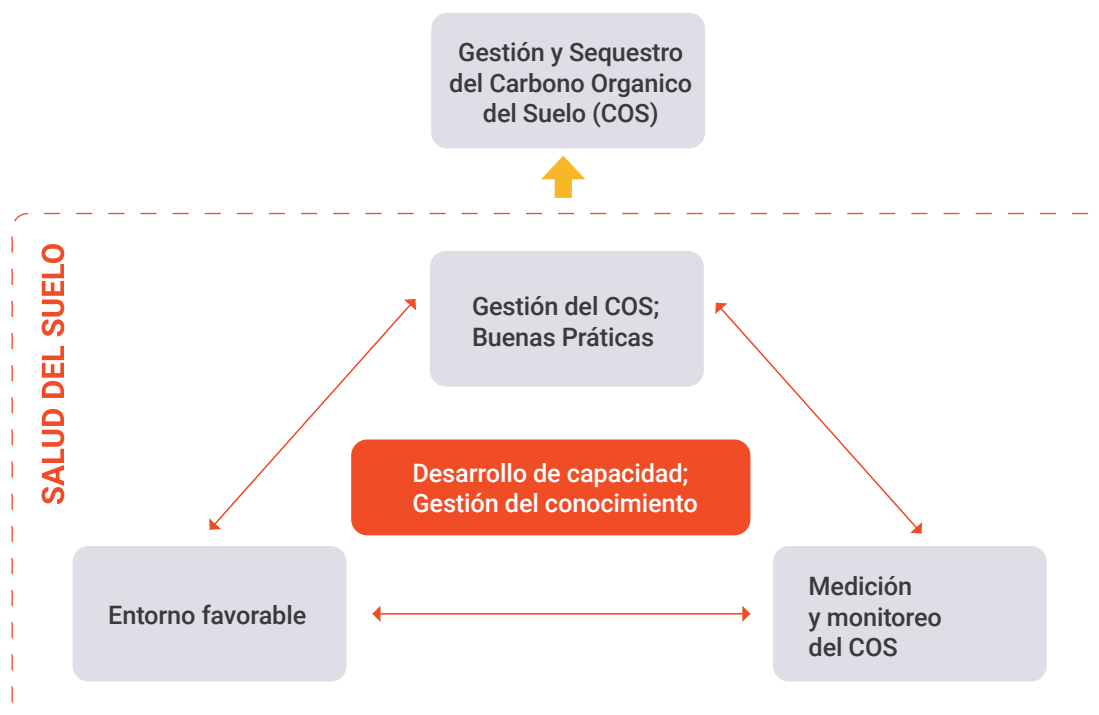 Gestión y Sequestro
del Carbono Organico
del Suelo (COS)
SALUD DEL SUELO
Gestión del COS;
Buenas Práticas
Desarrollo de capacidad;
Gestión del conocimiento
Entorno favorable
Medición
y monitoreo
del COS